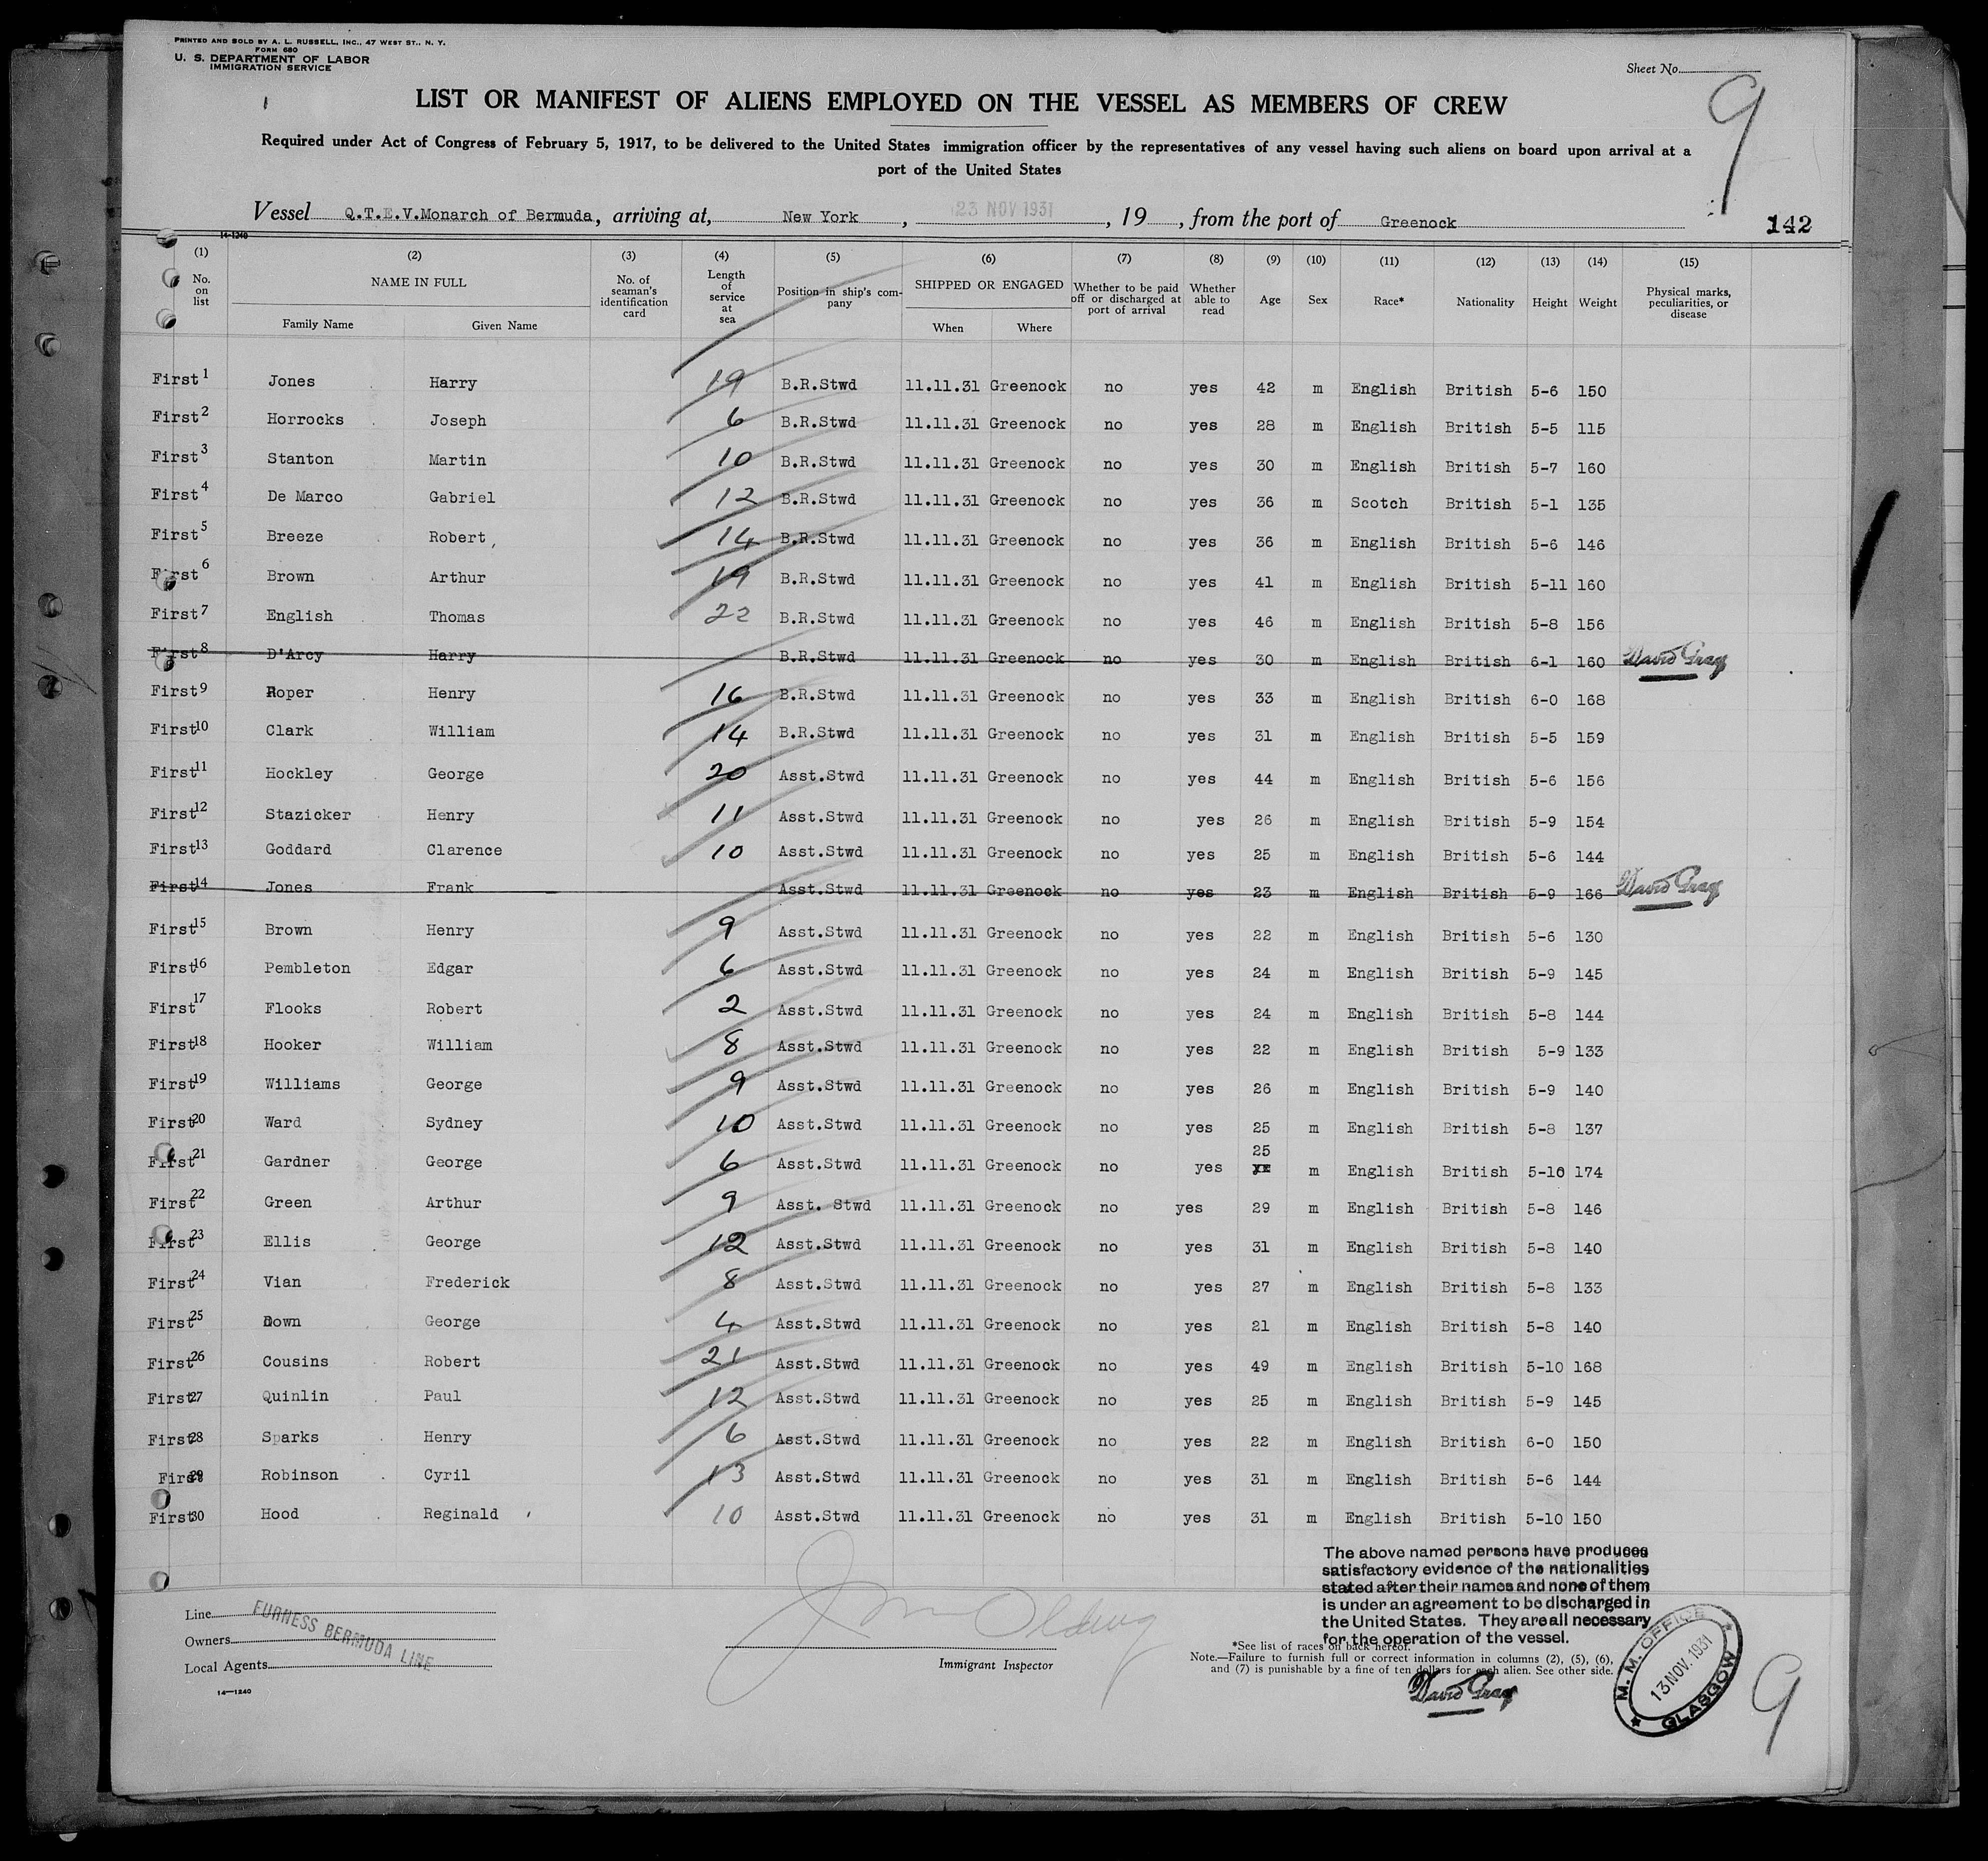 PRINTED AND SOLD BY A. L. RUSSELL, INC., 47 WEST ST., N. Y.
FORM 680
U. S. DEPARTMENT OF LABOR
IMMIGRATION SERVICE
Sheet No. 9
LIST OR MANIFEST OF ALIENS EMPLOYED ON THE VESSEL AS MEMBERS OF CREW
Required under Act of Congress of February 5, 1917, to be delivered to the United States immigration officer by the representatives of any vessel having such aliens on board upon arrival at a
port of the United States
Vessel Q.T.E.V.Monarch of Bermuda, arriving at, New York, 23 NOV 1931, 19 , from the port of Greenock
142
14-1240
(1) (2) (3) (4) (5) (6) (7) (8) (9) (10) (11) (12) (13) (14) (15)
No. on list NAME IN FULL No. of seaman's identification card Length of service at sea Position in ship's company SHIPPED OR ENGAGED Whether to be paid off or discharged at port of arrival Whether able to read Age Sex Race* Nationality Height Weight Physical marks, peculiarities, or disease
Family Name Given Name When Where
First 1 Jones Harry 19 B.R.Stwd 11.11.31 Greenock no yes 42 m English British 5-6 150
First 2 Horrocks Joseph 6 B.R.Stwd 11.11.31 Greenock no yes 28 m English British 5-5 115
First 3 Stanton Martin 10 B.R.Stwd 11.11.31 Greenock no yes 30 m English British 5-7 160
First 4 De Marco Gabriel 12 B.R.Stwd 11.11.31 Greenock no yes 36 m Scotch British 5-1 135
First 5 Breeze Robert, 14 B.R.Stwd 11.11.31 Greenock no yes 36 m English British 5-6 146
First 6 Brown Arthur 19 B.R.Stwd 11.11.31 Greenock no yes 41 m English British 5-11 160
First 7 English Thomas 22 B.R.Stwd 11.11.31 Greenock no yes 46 m English British 5-8 156
First 8 D'Arcy Harry B.R.Stwd 11.11.31 Greenock no yes 30 m English British 6-1 160 David Gray
First 9 Roper Henry 16 B.R.Stwd 11.11.31 Greenock no yes 33 m English British 6-0 168
First 10 Clark William 14 B.R.Stwd 11.11.31 Greenock no yes 31 m English British 5-5 159
First 11 Hockley George 20 Asst.Stwd 11.11.31 Greenock no yes 44 m English British 5-6 156
First 12 Stazicker Henry 11 Asst.Stwd 11.11.31 Greenock no yes 26 m English British 5-9 154
First 13 Goddard Clarence 10 Asst.Stwd 11.11.31 Greenock no yes 25 m English British 5-6 144
First 14 Jones Frank Asst.Stwd 11.11.31 Greenock no yes 23 m English British 5-9 166 David Gray
First 15 Brown Henry 9 Asst.Stwd 11.11.31 Greenock no yes 22 m English British 5-6 130
First 16 Pembleton Edgar 6 Asst.Stwd 11.11.31 Greenock no yes 24 m English British 5-9 145
First 17 Flooks Robert 2 Asst.Stwd 11.11.31 Greenock no yes 24 m English British 5-8 144
First 18 Hooker William 8 Asst.Stwd 11.11.31 Greenock no yes 22 m English British 5-9 133
First 19 Williams George 9 Asst.Stwd 11.11.31 Greenock no yes 26 m English British 5-9 140
First 20 Ward Sydney 10 Asst.Stwd 11.11.31 Greenock no yes 25 m English British 5-8 137
First 21 Gardner George 6 Asst.Stwd 11.11.31 Greenock no yes 25 m English British 5-10 174
First 22 Green Arthur 9 Asst. Stwd 11.11.31 Greenock no yes 29 m English British 5-8 146
First 23 Ellis George 12 Asst.Stwd 11.11.31 Greenock no yes 31 m English British 5-8 140
First 24 Vian Frederick 8 Asst.Stwd 11.11.31 Greenock no yes 27 m English British 5-8 133
First 25 Down George 4 Asst.Stwd 11.11.31 Greenock no yes 21 m English British 5-8 140
First 26 Cousins Robert 21 Asst.Stwd 11.11.31 Greenock no yes 49 m English British 5-10 168
First 27 Quinlin Paul 12 Asst.Stwd 11.11.31 Greenock no yes 25 m English British 5-9 145
First 28 Sparks Henry 6 Asst.Stwd 11.11.31 Greenock no yes 22 m English British 6-0 150
First 29 Robinson Cyril 13 Asst.Stwd 11.11.31 Greenock no yes 31 m English British 5-6 144
First 30 Hood Reginald 10 Asst.Stwd 11.11.31 Greenock no yes 31 m English British 5-10 150
The above named persons have produces
satisfactory evidence of the nationalities
stated after their names and none of them
is under an agreement to be discharged in
the United States. They are all necessary
for the operation of the vessel.
Line
Owners
Local Agents
FURNESS BERMUDA LINE
14—1240
Immigrant Inspector
*See list of races on back hereof.
Note.—Failure to furnish full or correct information in columns (2), (5), (6),
and (7) is punishable by a fine of ten dollars for each alien. See other side.
David Gray
M. M. OFFICE
13 NOV. 1931
GLASGOW
9